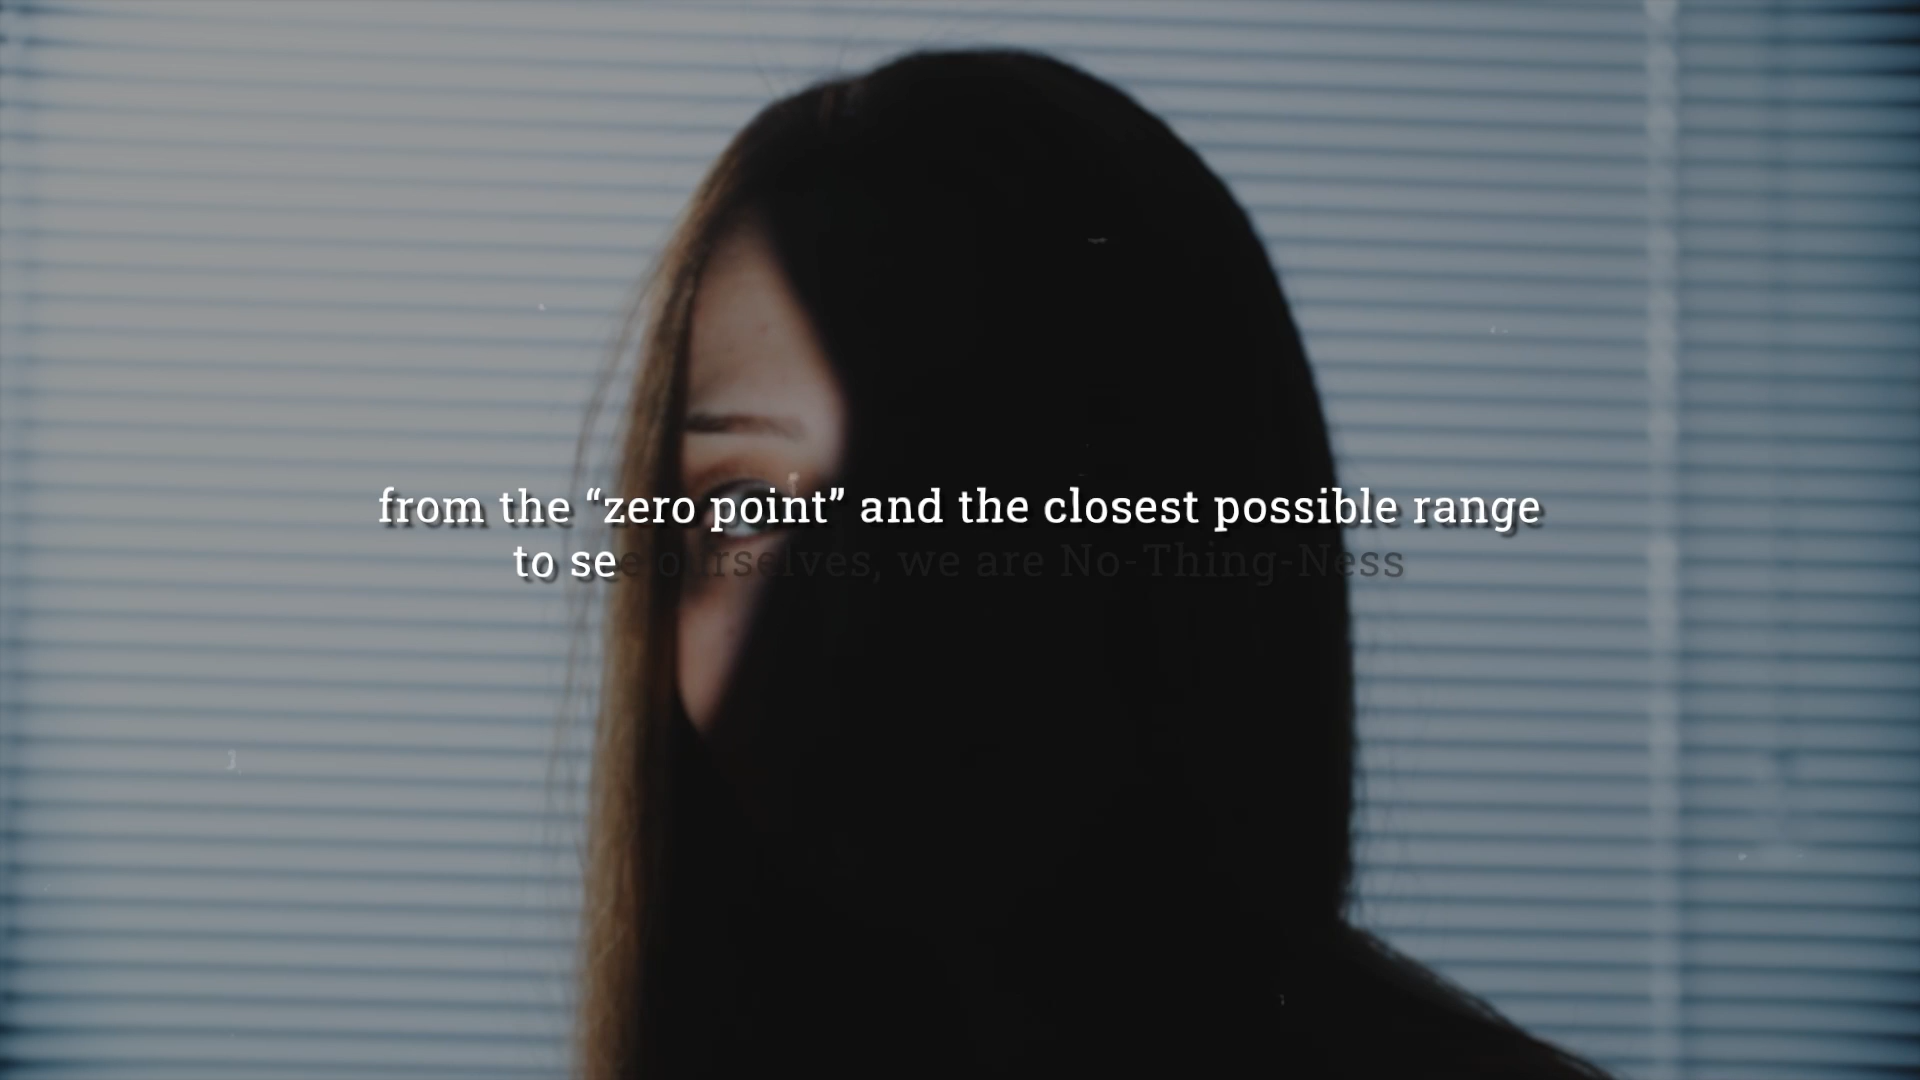 from the “zero point” and the closest possible range
to see ourselves, we are No-Thing-Ness